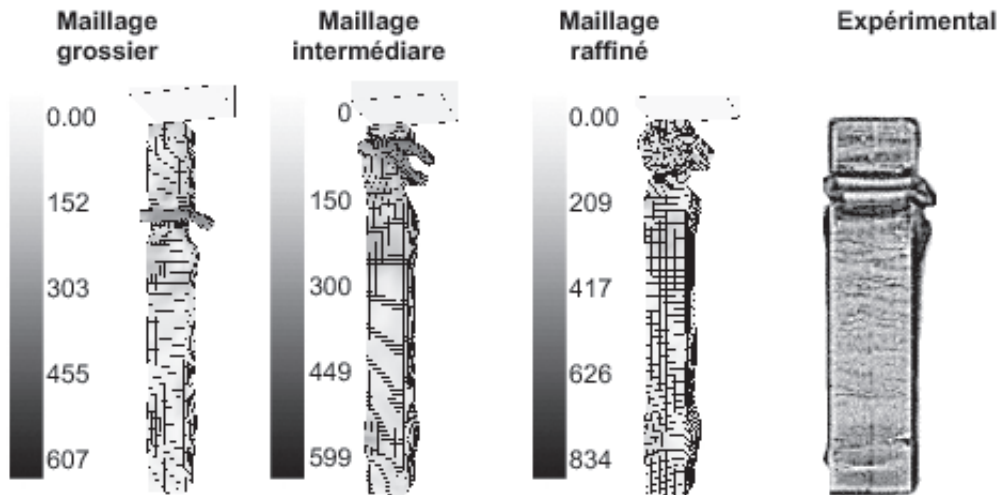 Maillage
grossier
Maillage
intermédiare
Maillage
raffiné
Expérimental
0.00
152
303
455
607
0
150
300
449
599
0.00
209
417
626
834